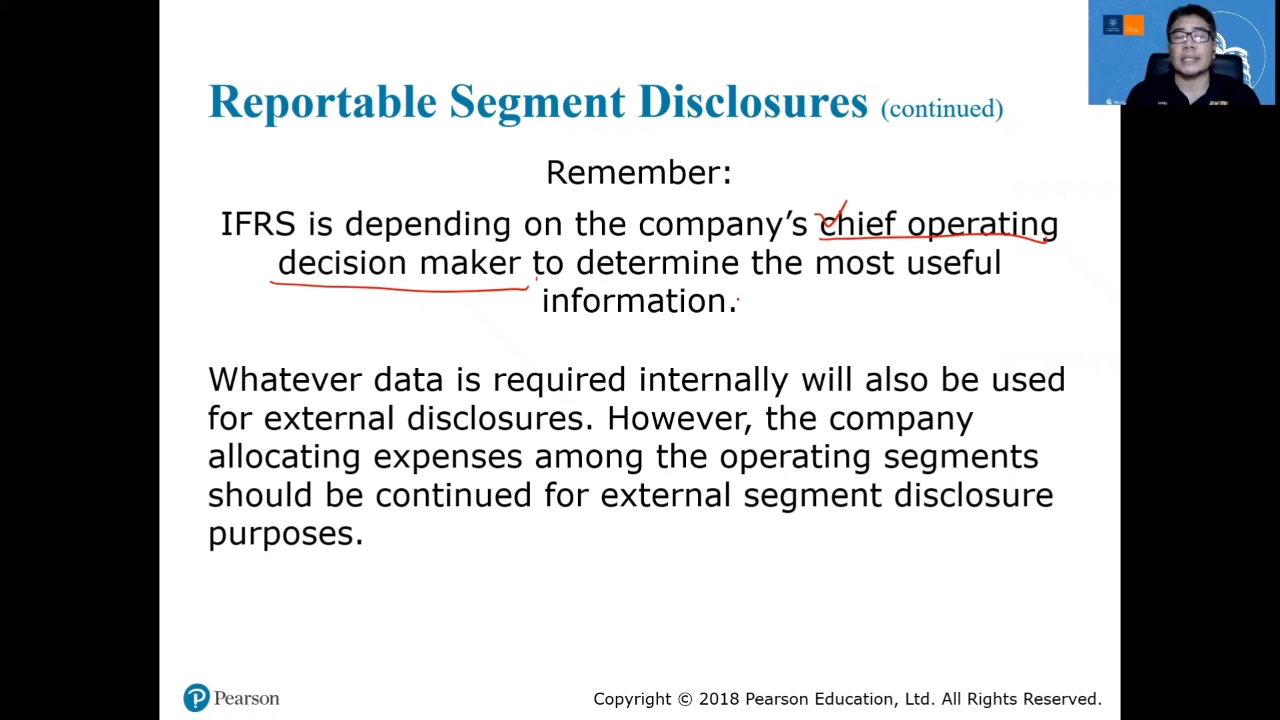 Reportable Segment Disclosures (continued)
Remember:
IFRS is depending on the company’s chief operating
decision maker to determine the most useful
information.
Whatever data is required internally will also be used
for external disclosures. However, the company
allocating expenses among the operating segments
should be continued for external segment disclosure
purposes.
Pearson
Copyright © 2018 Pearson Education, Ltd. All Rights Reserved.